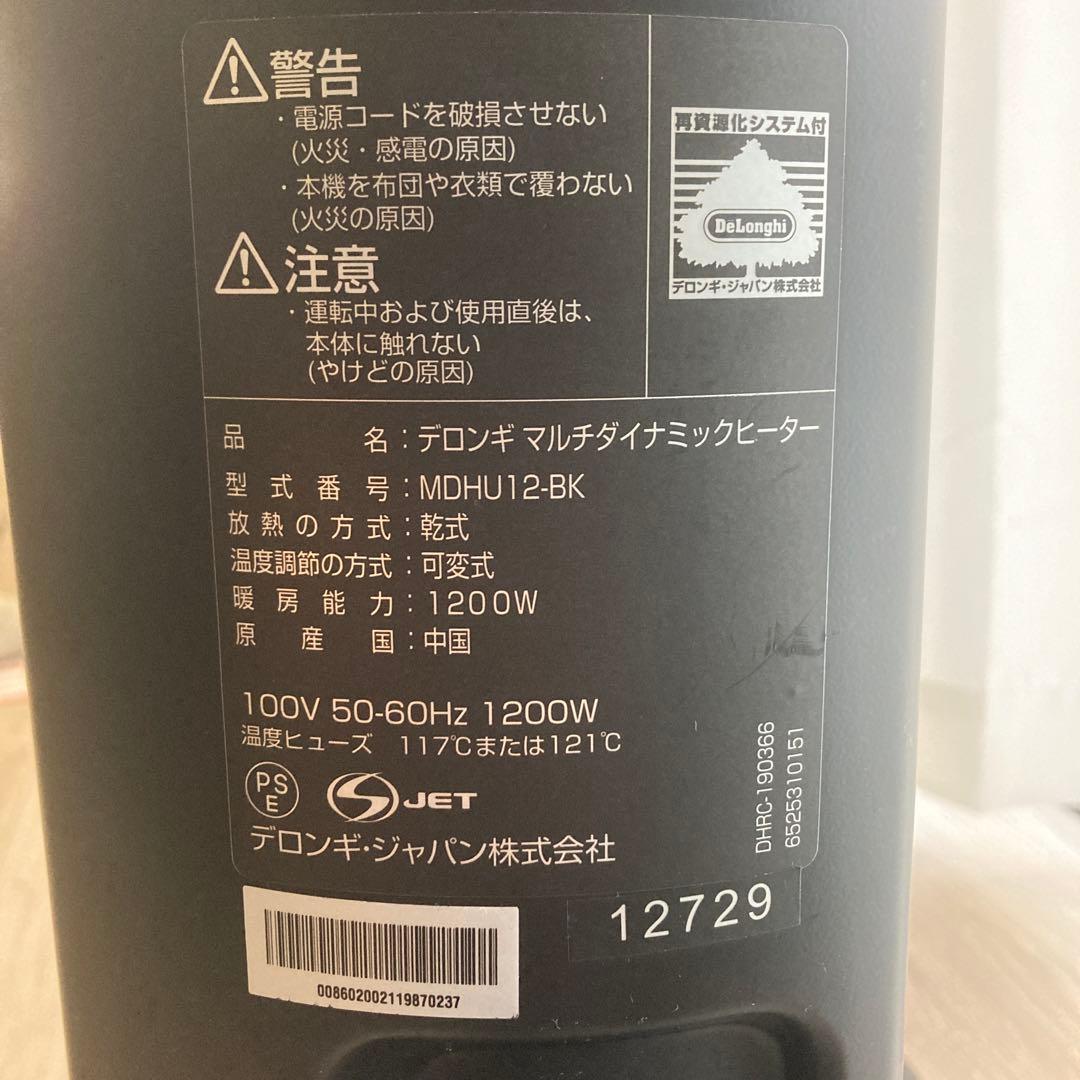 警告
・電源コードを破損させない
(火災・感電の原因)
・本機を布団や衣類で覆わない
(火災の原因)
注意
・運転中および使用直後は、
本体に触れない
(やけどの原因)
再資源化システム付
DeLonghi
デロンギ・ジャパン株式会社
品名：デロンギ マルチダイナミックヒーター
型式番号：MDHU12-BK
放熱の方式：乾式
温度調節の方式：可変式
暖房能力：1200W
原産国：中国
100V 50-60Hz 1200W
温度ヒューズ 117℃または121℃
PSE
JET
デロンギ・ジャパン株式会社
DHRC-190366
6525310151
12729
008602002119870237